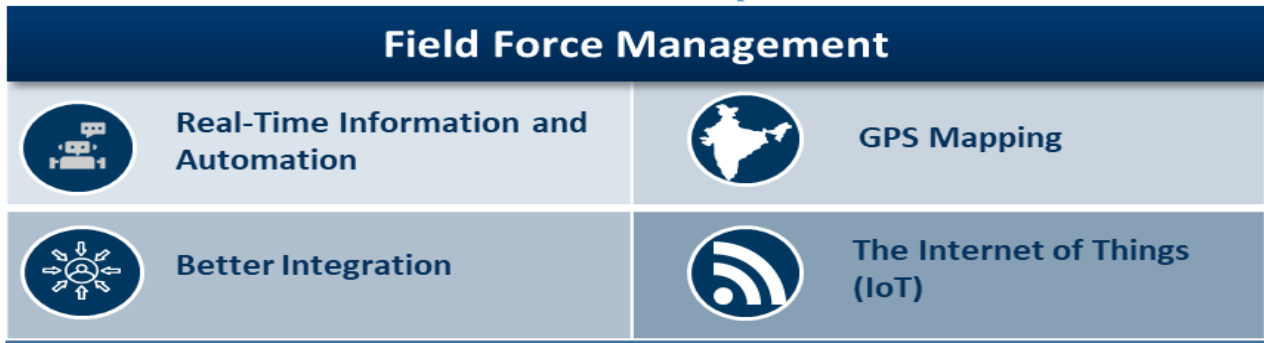 Field Force Management
Real-Time Information and
Automation
GPS Mapping
Better Integration
The Internet of Things
(IoT)